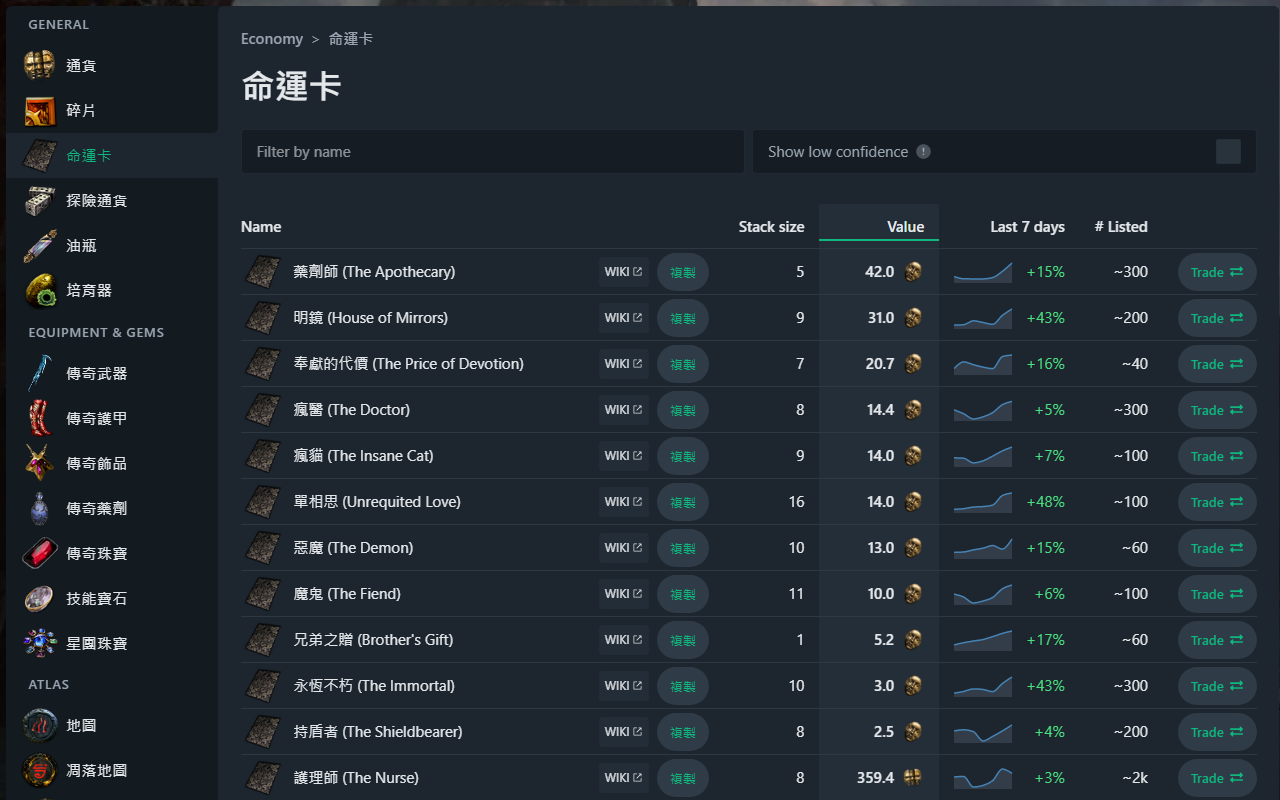 GENERAL
通貨
碎片
命運卡
探險通貨
油瓶
培育器
EQUIPMENT & GEMS
傳奇武器
傳奇護甲
傳奇飾品
傳奇藥劑
傳奇珠寶
技能寶石
星團珠寶
ATLAS
地圖
凋落地圖
Economy > 命運卡
命運卡
Filter by name
Show low confidence !
Name Stack size Value Last 7 days # Listed
藥劑師 (The Apothecary) WIKI 複製 5 42.0 +15% ~300 Trade
明鏡 (House of Mirrors) WIKI 複製 9 31.0 +43% ~200 Trade
奉獻的代價 (The Price of Devotion) WIKI 複製 7 20.7 +16% ~40 Trade
瘋醫 (The Doctor) WIKI 複製 8 14.4 +5% ~300 Trade
瘋貓 (The Insane Cat) WIKI 複製 9 14.0 +7% ~100 Trade
單相思 (Unrequited Love) WIKI 複製 16 14.0 +48% ~100 Trade
惡魔 (The Demon) WIKI 複製 10 13.0 +15% ~60 Trade
魔鬼 (The Fiend) WIKI 複製 11 10.0 +6% ~100 Trade
兄弟之贈 (Brother's Gift) WIKI 複製 1 5.2 +17% ~60 Trade
永恆不朽 (The Immortal) WIKI 複製 10 3.0 +43% ~300 Trade
持盾者 (The Shieldbearer) WIKI 複製 8 2.5 +4% ~200 Trade
護理師 (The Nurse) WIKI 複製 8 359.4 +3% ~2k Trade